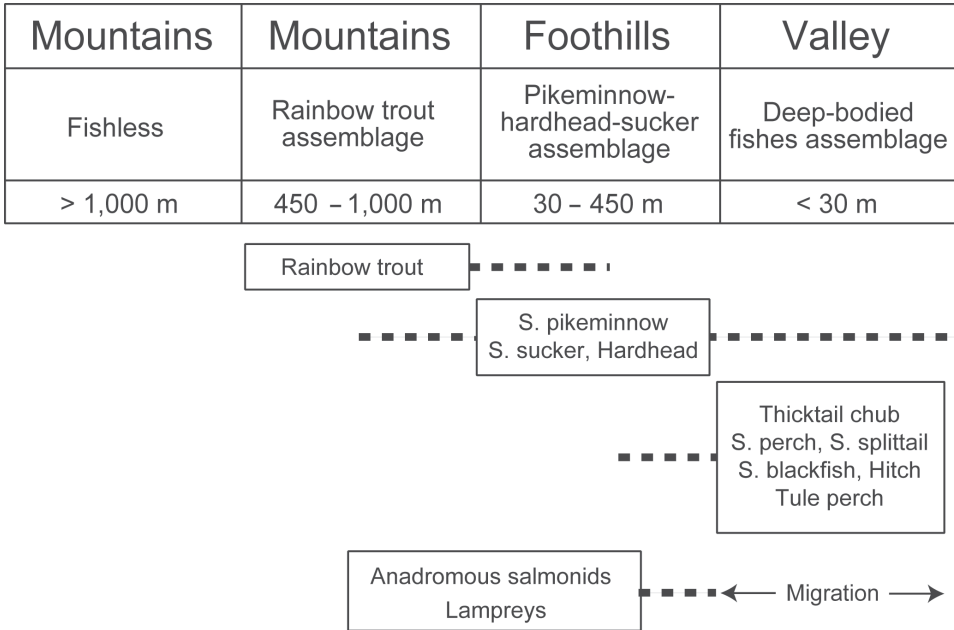 Mountains
Mountains
Foothills
Valley
Fishless
Rainbow trout
assemblage
Pikeminnow-
hardhead-sucker
assemblage
Deep-bodied
fishes assemblage
> 1,000 m
450 – 1,000 m
30 – 450 m
< 30 m
Rainbow trout
S. pikeminnow
S. sucker, Hardhead
Thicktail chub
S. perch, S. splittail
S. blackfish, Hitch
Tule perch
Anadromous salmonids
Lampreys
Migration